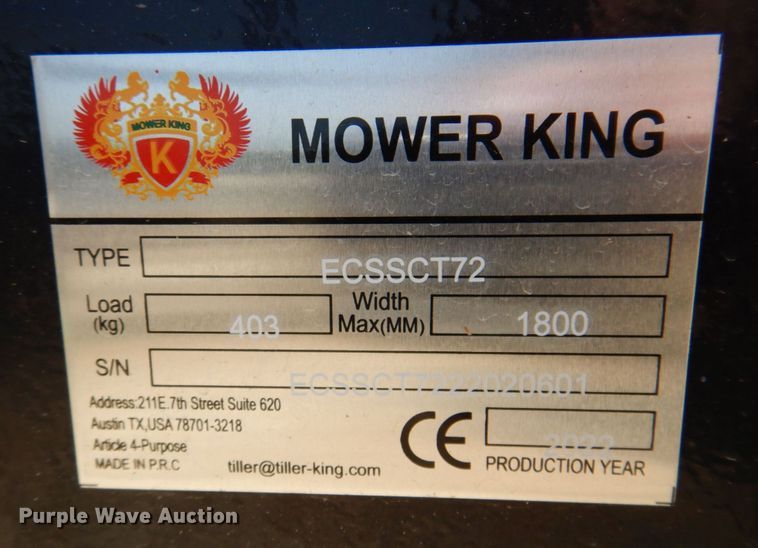 MOWER KING
K
MOWER KING
TYPE ECSSCT72
Load (kg) 403 Width Max(MM) 1800
S/N ECSSCT7222020601
Address:211E.7th Street Suite 620
Austin TX,USA 78701-3218
Article 4-Purpose
MADE IN P.R.C tiller@tiller-king.com
CE 2022
PRODUCTION YEAR
Purple Wave Auction